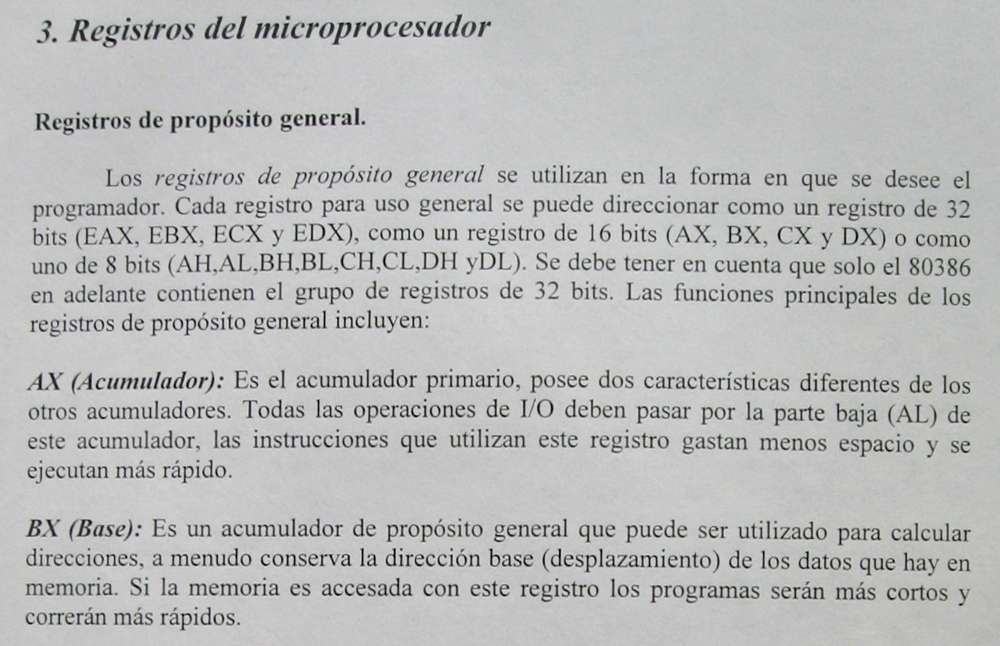 3. Registros del microprocesador
Registros de propósito general.
Los registros de propósito general se utilizan en la forma en que se desee el
programador. Cada registro para uso general se puede direccionar como un registro de 32
bits (EAX, EBX, ECX y EDX), como un registro de 16 bits (AX, BX, CX y DX) o como
uno de 8 bits (AH,AL,BH,BL,CH,CL,DH yDL). Se debe tener en cuenta que solo el 80386
en adelante contienen el grupo de registros de 32 bits. Las funciones principales de los
registros de propósito general incluyen:
AX (Acumulador): Es el acumulador primario, posee dos características diferentes de los
otros acumuladores. Todas las operaciones de I/O deben pasar por la parte baja (AL) de
este acumulador, las instrucciones que utilizan este registro gastan menos espacio y se
ejecutan más rápido.
BX (Base): Es un acumulador de propósito general que puede ser utilizado para calcular
direcciones, a menudo conserva la dirección base (desplazamiento) de los datos que hay en
memoria. Si la memoria es accesada con este registro los programas serán más cortos y
correrán más rápidos.